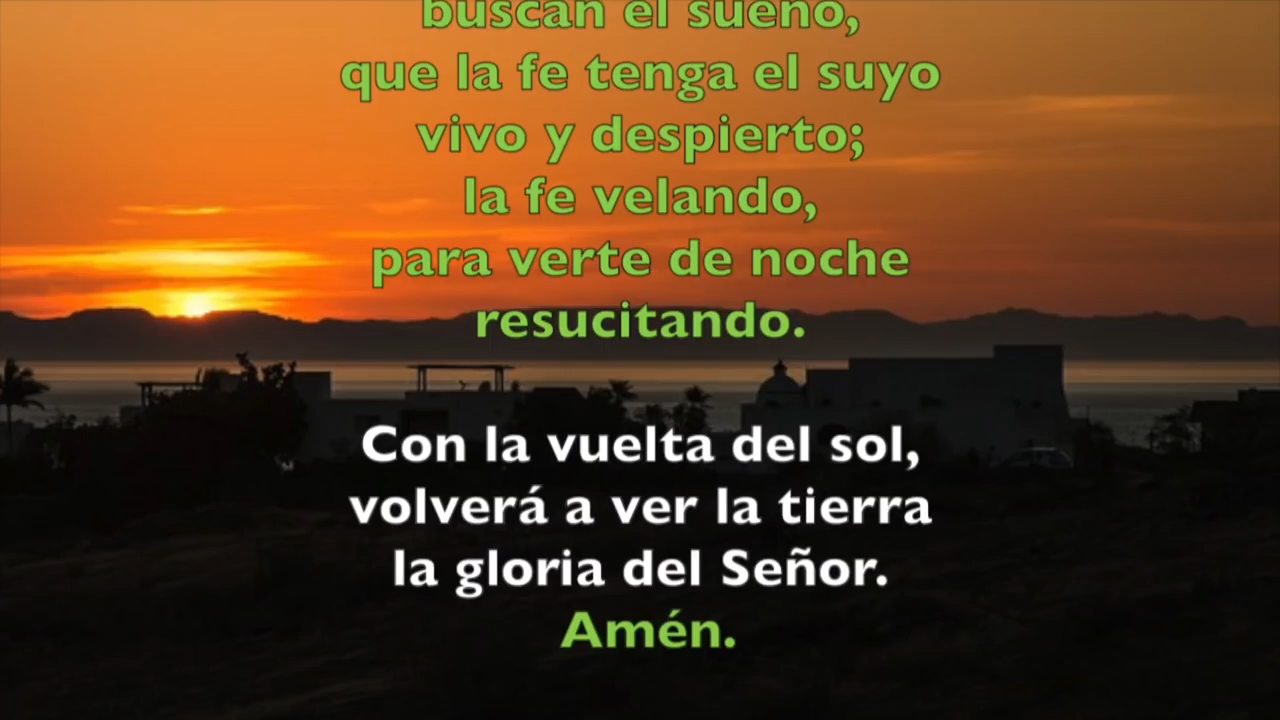 buscan el sueño,
que la fe tenga el suyo
vivo y despierto;
la fe velando,
para verte de noche
resucitando.
Con la vuelta del sol,
volverá a ver la tierra
la gloria del Señor.
Amén.